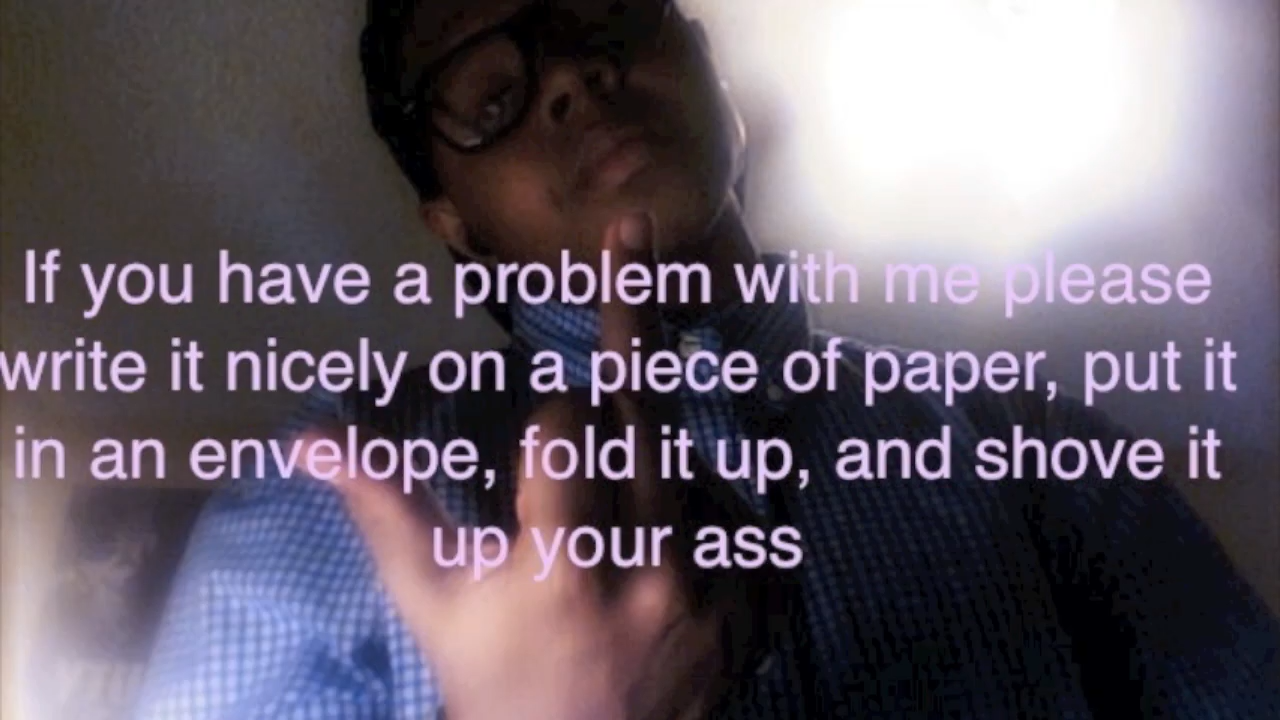 If you have a problem with me please
write it nicely on a piece of paper, put it
in an envelope, fold it up, and shove it
up your ass